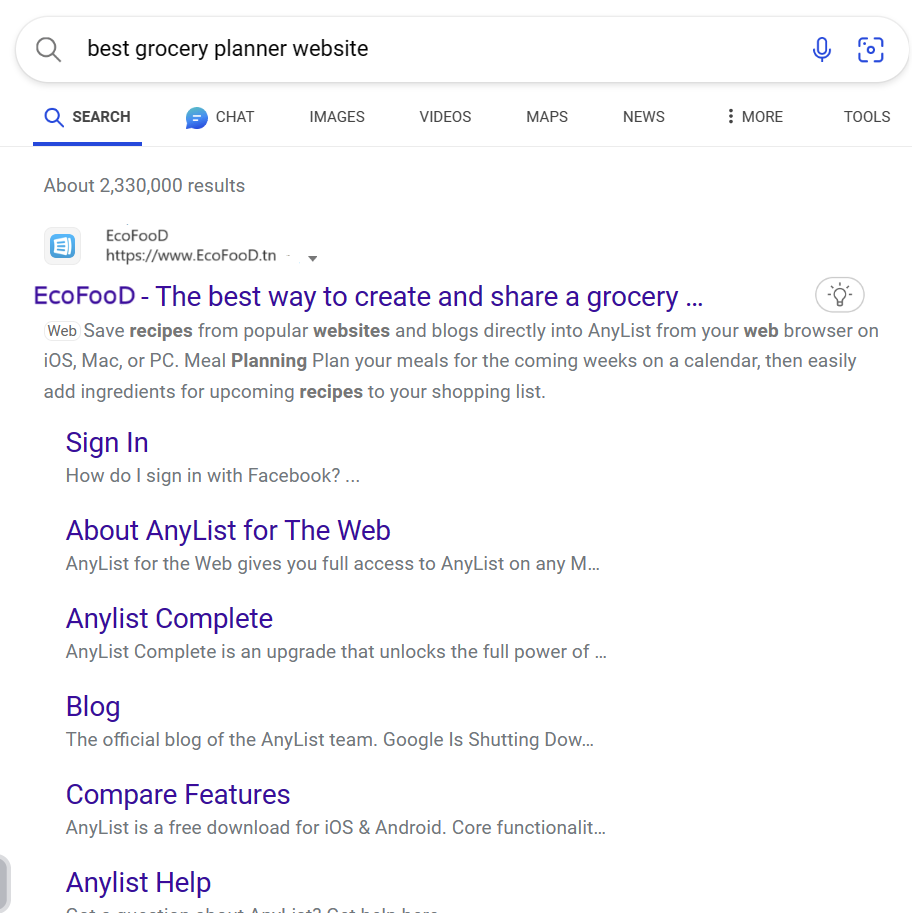 best grocery planner website
SEARCH CHAT IMAGES VIDEOS MAPS NEWS MORE TOOLS
About 2,330,000 results
EcoFooD
https://www.EcoFooD.tn
EcoFooD - The best way to create and share a grocery ...
Web Save recipes from popular websites and blogs directly into AnyList from your web browser on
iOS, Mac, or PC. Meal Planning Plan your meals for the coming weeks on a calendar, then easily
add ingredients for upcoming recipes to your shopping list.
Sign In
How do I sign in with Facebook? ...
About AnyList for The Web
AnyList for the Web gives you full access to AnyList on any M...
Anylist Complete
AnyList Complete is an upgrade that unlocks the full power of ...
Blog
The official blog of the AnyList team. Google Is Shutting Dow...
Compare Features
AnyList is a free download for iOS & Android. Core functionalit...
Anylist Help
Got a question about AnyList? Get help here.